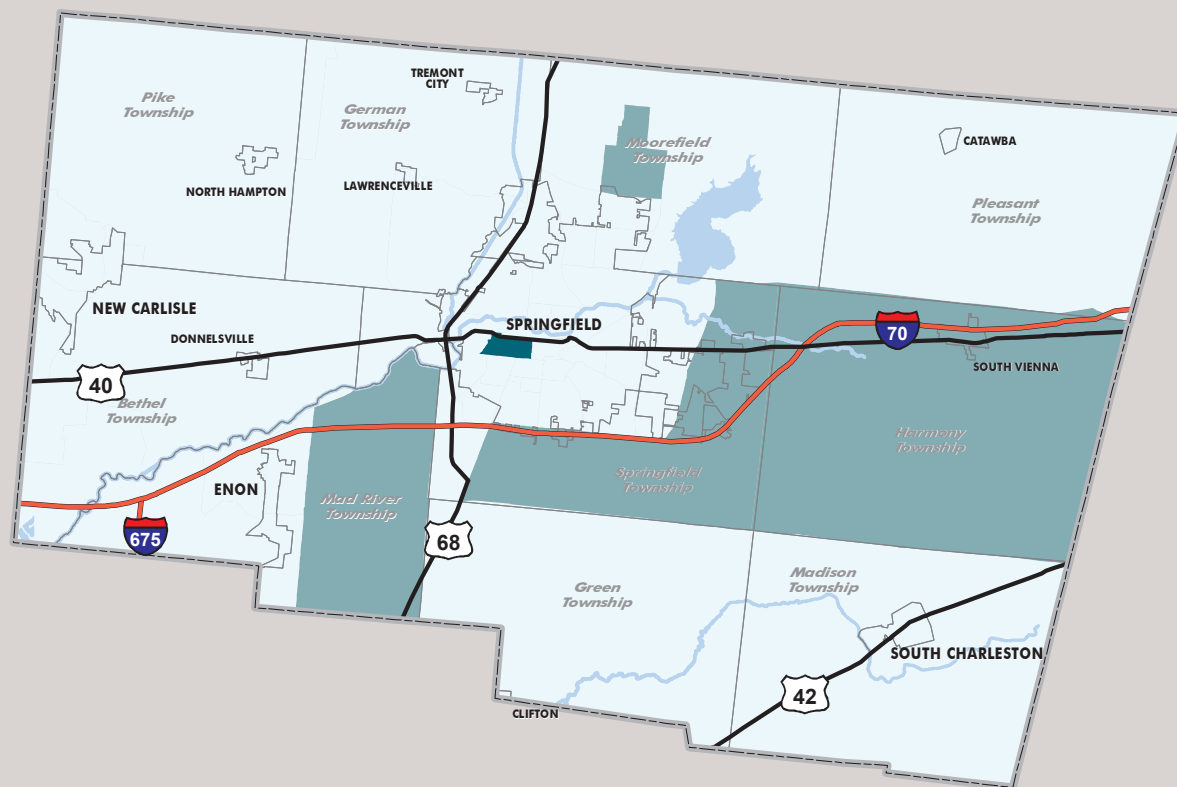 TREMONT
CITY
Pike
Township
German
Township
Moorefield
Township
CATAWBA
NORTH HAMPTON
LAWRENCEVILLE
Pleasant
Township
NEW CARLISLE
SPRINGFIELD
DONNELSVILLE
70
SOUTH VIENNA
40
Bethel
Township
Harmony
Township
Springfield
Township
ENON
Mad River
Township
675
68
Green
Township
Madison
Township
SOUTH CHARLESTON
42
CLIFTON